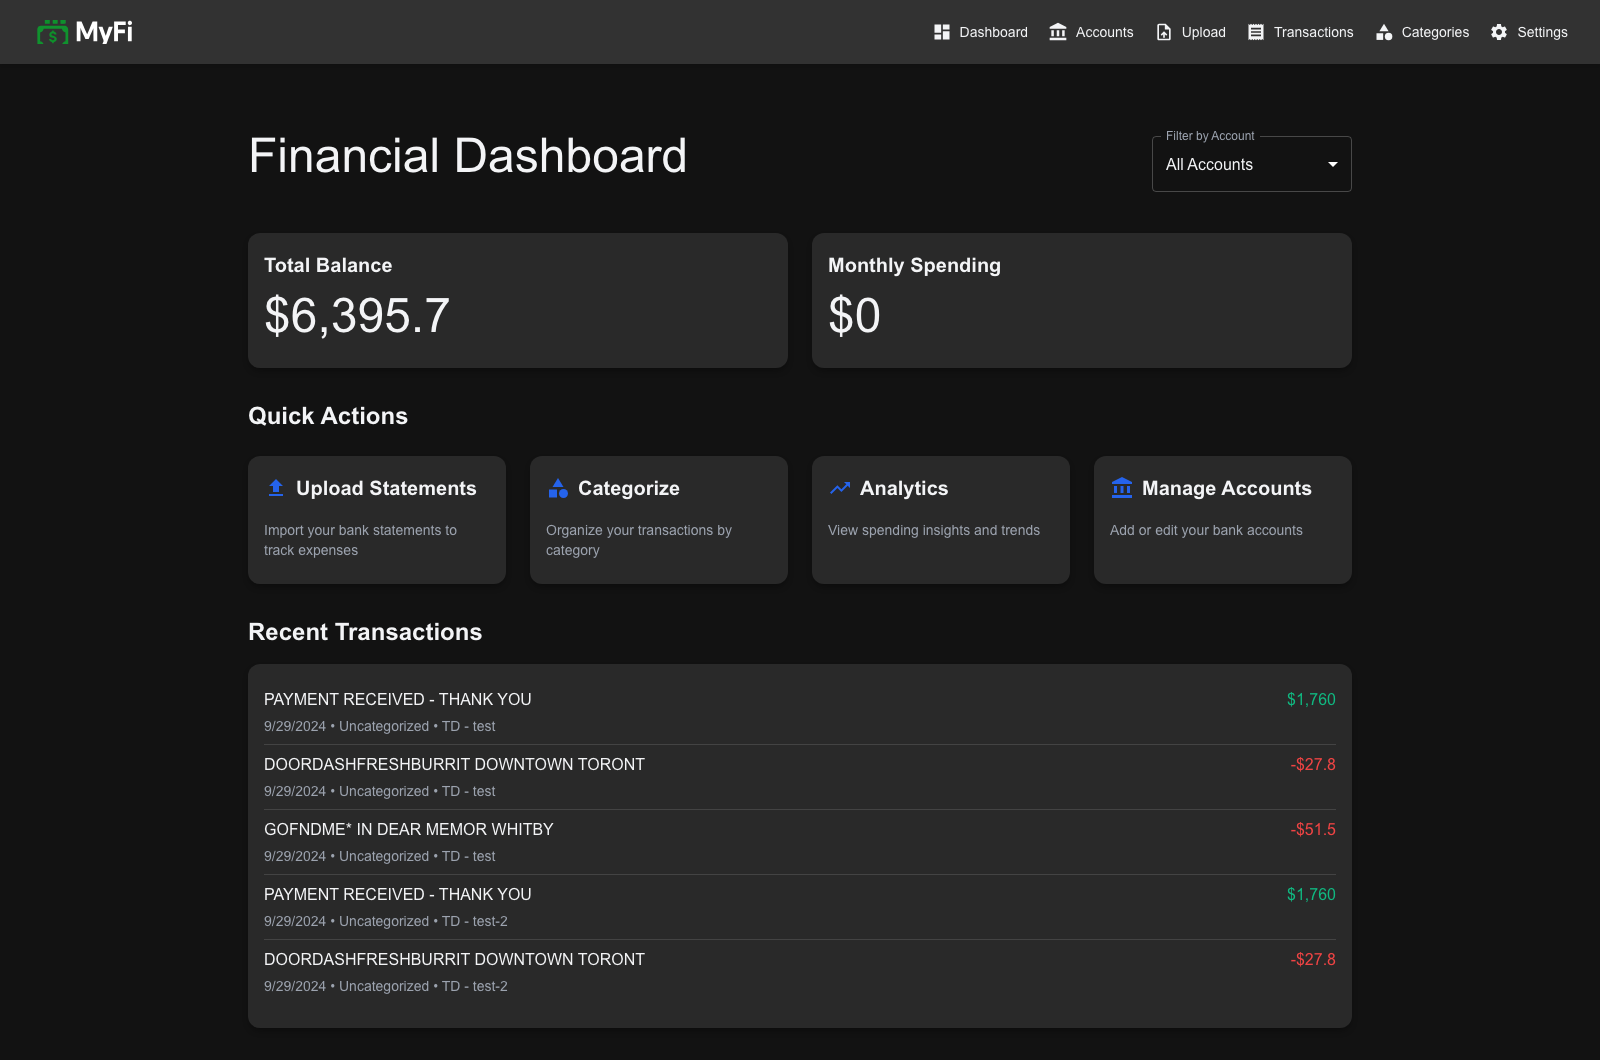 MyFi
Dashboard
Accounts
Upload
Transactions
Categories
Settings
Financial Dashboard
Filter by Account
All Accounts
Total Balance
$6,395.7
Monthly Spending
$0
Quick Actions
Upload Statements
Import your bank statements to
track expenses
Categorize
Organize your transactions by
category
Analytics
View spending insights and trends
Manage Accounts
Add or edit your bank accounts
Recent Transactions
PAYMENT RECEIVED - THANK YOU
$1,760
9/29/2024 • Uncategorized • TD - test
DOORDASHFRESHBURRIT DOWNTOWN TORONT
-$27.8
9/29/2024 • Uncategorized • TD - test
GOFNDME* IN DEAR MEMOR WHITBY
-$51.5
9/29/2024 • Uncategorized • TD - test
PAYMENT RECEIVED - THANK YOU
$1,760
9/29/2024 • Uncategorized • TD - test-2
DOORDASHFRESHBURRIT DOWNTOWN TORONT
-$27.8
9/29/2024 • Uncategorized • TD - test-2